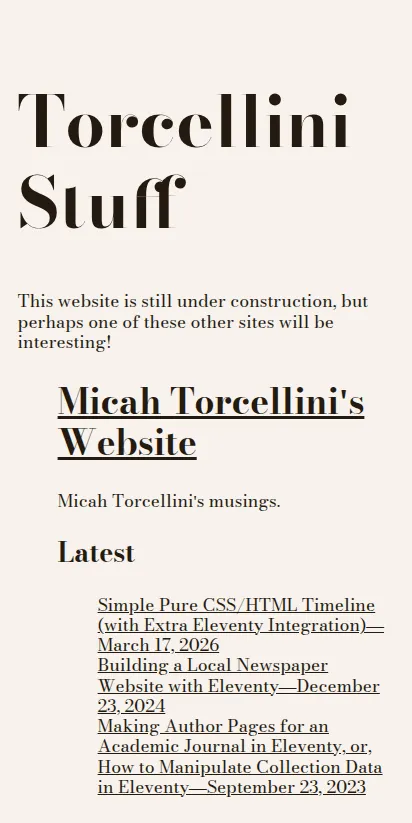 Torcellini
Stuff
This website is still under construction, but
perhaps one of these other sites will be
interesting!
Micah Torcellini's
Website
Micah Torcellini's musings.
Latest
Simple Pure CSS/HTML Timeline
(with Extra Eleventy Integration)—
March 17, 2026
Building a Local Newspaper
Website with Eleventy—December
23, 2024
Making Author Pages for an
Academic Journal in Eleventy, or,
How to Manipulate Collection Data
in Eleventy—September 23, 2023